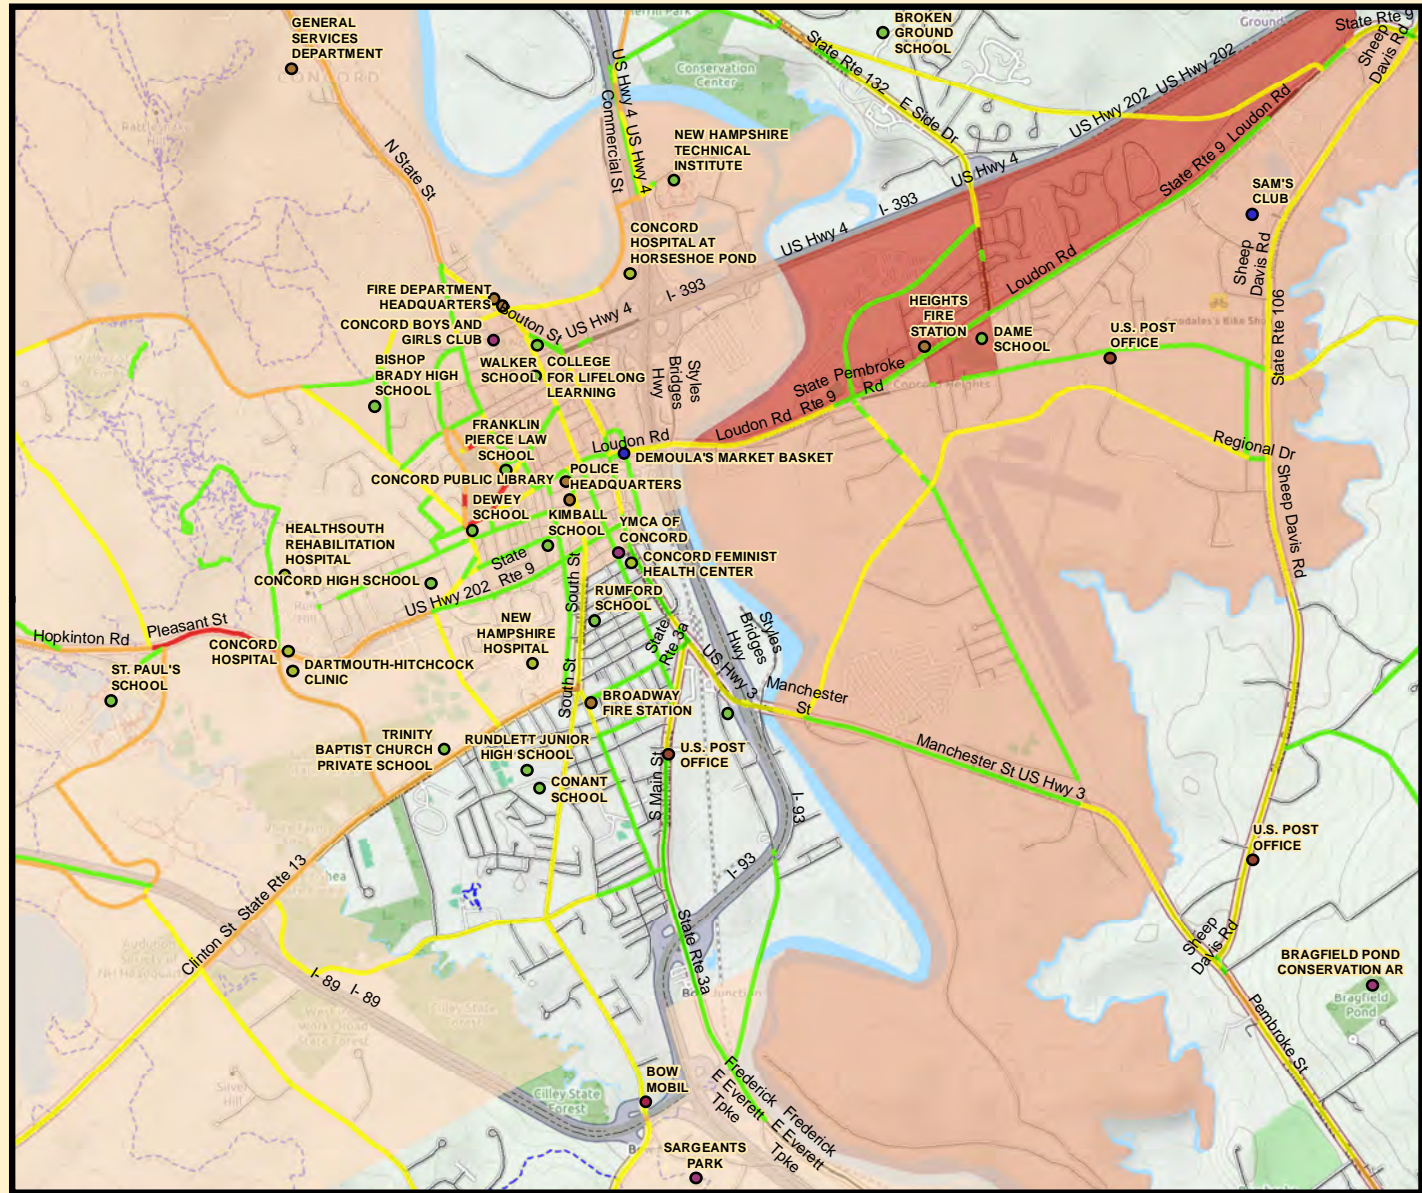 GENERAL
SERVICES
DEPARTMENT
CONCORD
BROKEN
GROUND
SCHOOL
State Rte 9
Sheep
Davis Rd
US Hwy 202
US Hwy 202
State Rte 132
E Side Dr
Conservation
Center
US Hwy 4
US Hwy 4
Commercial St
NEW HAMPSHIRE
TECHNICAL
INSTITUTE
N State St
US Hwy 4
I- 393
US Hwy 4
State Rte 9
Loudon Rd
SAM'S
CLUB
CONCORD
HOSPITAL AT
HORSESHOE POND
Sheep
Davis Rd
Loudon Rd
FIRE DEPARTMENT
HEADQUARTERS
I- 393
US Hwy 4
Bouton St
HEIGHTS
FIRE
STATION
State Rte 106
CONCORD BOYS AND
GIRLS CLUB
DAME
SCHOOL
U.S. POST
OFFICE
BISHOP
BRADY HIGH
SCHOOL
WALKER
SCHOOL
COLLEGE
FOR LIFELONG
LEARNING
Styles
Bridges
Hwy
State
Rte 9
Pembroke
Rd
Concord Heights
Loudon Rd
FRANKLIN
PIERCE LAW
SCHOOL
Loudon Rd
DEMOULA'S MARKET BASKET
Regional Dr
CONCORD PUBLIC LIBRARY
POLICE
HEADQUARTERS
DEWEY
SCHOOL
KIMBALL
SCHOOL
Sheep Davis Rd
HEALTHSOUTH
REHABILITATION
HOSPITAL
YMCA OF
CONCORD
CONCORD FEMINIST
HEALTH CENTER
CONCORD HIGH SCHOOL
State
Rte 9
US Hwy 202
South St
RUMFORD
SCHOOL
Pleasant St
Hopkinton Rd
NEW
HAMPSHIRE
HOSPITAL
State
Rte 3a
Styles
Bridges
Hwy
CONCORD
HOSPITAL
DARTMOUTH-HITCHCOCK
CLINIC
ST. PAUL'S
SCHOOL
South St
US Hwy 3
Manchester
St
BROADWAY
FIRE STATION
TRINITY
BAPTIST CHURCH
PRIVATE SCHOOL
RUNDLETT JUNIOR
HIGH SCHOOL
U.S. POST
OFFICE
Manchester St
US Hwy 3
CONANT
SCHOOL
S Main St
I- 93
U.S. POST
OFFICE
I- 93
State Rte 13
Clinton St
State Rte 3a
Sheep
Davis Rd
BRAGFIELD POND
CONSERVATION AR
Bragfield
Pond
I- 89
I- 89
Pembroke St
BOW
MOBIL
Cilley State
Forest
Silver
Hill
Frederick
E Everett
Tpke
Frederick
E Everett
Tpke
SARGEANTS
PARK